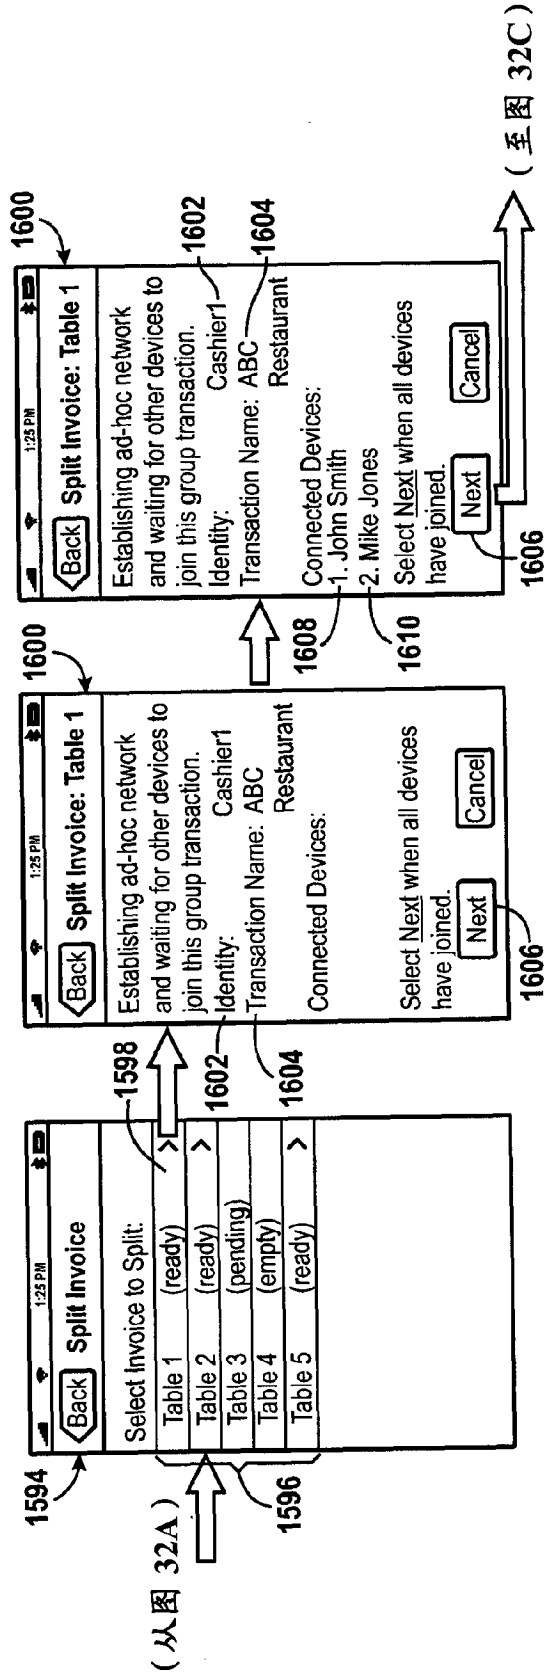 (从图 32A)
1594
1:25 PM
Back
Split Invoice
Select Invoice to Split:
Table 1 (ready) >
Table 2 (ready) >
Table 3 (pending)
Table 4 (empty)
Table 5 (ready) >
1596
1598
1600
1:25 PM
Back
Split Invoice: Table 1
Establishing ad-hoc network
and waiting for other devices to
join this group transaction.
Identity: Cashier1
Transaction Name: ABC
Restaurant
Connected Devices:
Select Next when all devices
have joined.
Next
Cancel
1602
1604
1606
1600
1:25 PM
Back
Split Invoice: Table 1
Establishing ad-hoc network
and waiting for other devices to
join this group transaction.
Identity: Cashier1
Transaction Name: ABC
Restaurant
Connected Devices:
1. John Smith
2. Mike Jones
Select Next when all devices
have joined.
Next
Cancel
1602
1604
1608
1610
1606
(至图 32C)